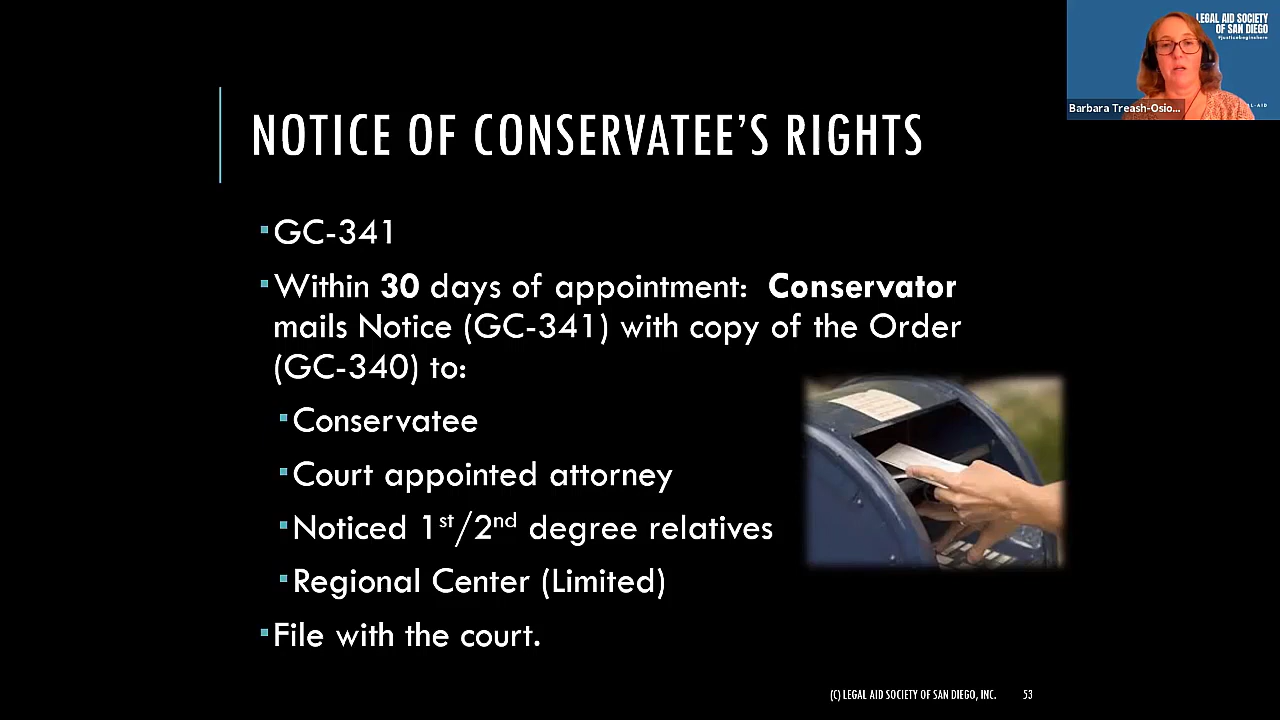 LEGAL AID SOCIETY
OF SAN DIEGO
Barbara Treash-Osio...
NOTICE OF CONSERVATEE'S RIGHTS
▪GC-341
▪Within 30 days of appointment: Conservator
mails Notice (GC-341) with copy of the Order
(GC-340) to:
▪Conservatee
▪Court appointed attorney
▪Noticed 1st/2nd degree relatives
▪Regional Center (Limited)
▪File with the court.
(C) LEGAL AID SOCIETY OF SAN DIEGO, INC. 53